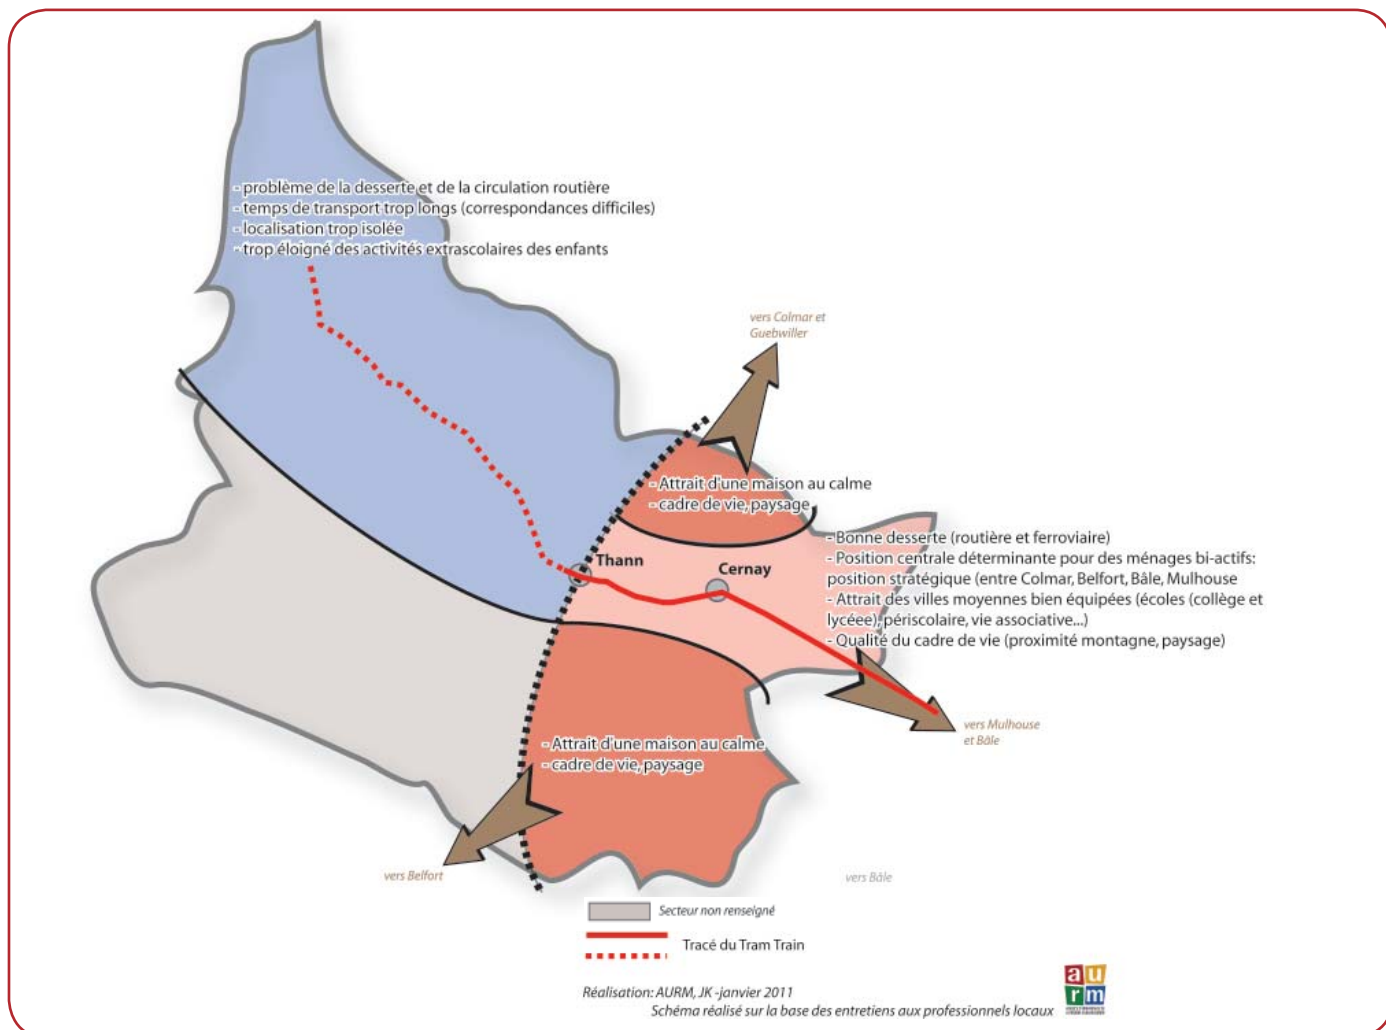 - problème de la desserte et de la circulation routière
- temps de transport trop longs (correspondances difficiles)
- localisation trop isolée
- trop éloigné des activités extrascolaires des enfants
vers Colmar et
Guebwiller
- Attrait d'une maison au calme
- cadre de vie, paysage
- Bonne desserte (routière et ferroviaire)
- Position centrale déterminante pour des ménages bi-actifs:
position stratégique (entre Colmar, Belfort, Bâle, Mulhouse
- Attrait des villes moyennes bien équipées (écoles (collège et
lycéee), périscolaire, vie associative...)
- Qualité du cadre de vie (proximité montagne, paysage)
Thann
Cernay
vers Mulhouse
et Bâle
- Attrait d'une maison au calme
- cadre de vie, paysage
vers Belfort
vers Bâle
Secteur non renseigné
Tracé du Tram Train
Réalisation: AURM, JK -janvier 2011
Schéma réalisé sur la base des entretiens aux professionnels locaux
au
rm